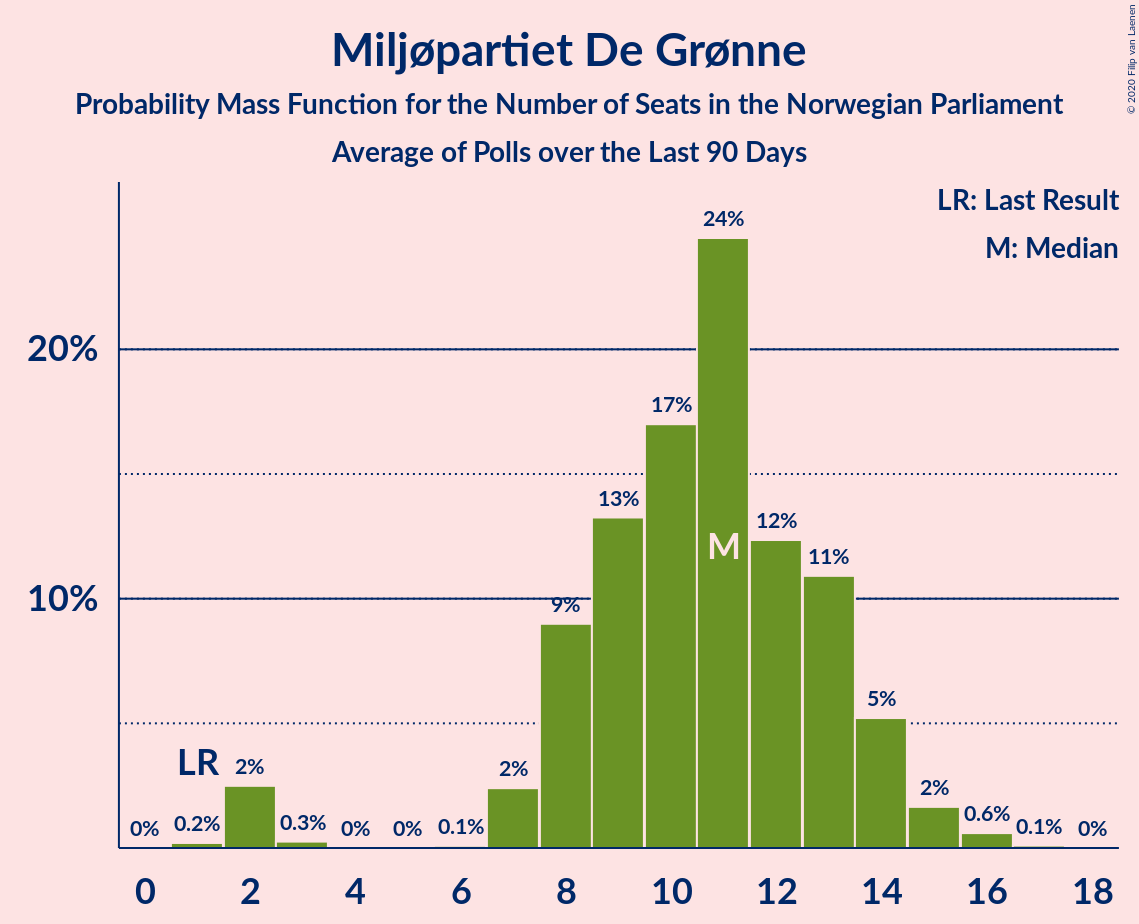 Miljøpartiet De Grønne
Probability Mass Function for the Number of Seats in the Norwegian Parliament
Average of Polls over the Last 90 Days
© 2020 Filip van Laenen
LR: Last Result
M: Median
20%
10%
0%
0.2%
LR
2%
0.3%
0%
0%
0.1%
2%
9%
13%
17%
24%
M
12%
11%
5%
2%
0.6%
0.1%
0%
0 2 4 6 8 10 12 14 16 18